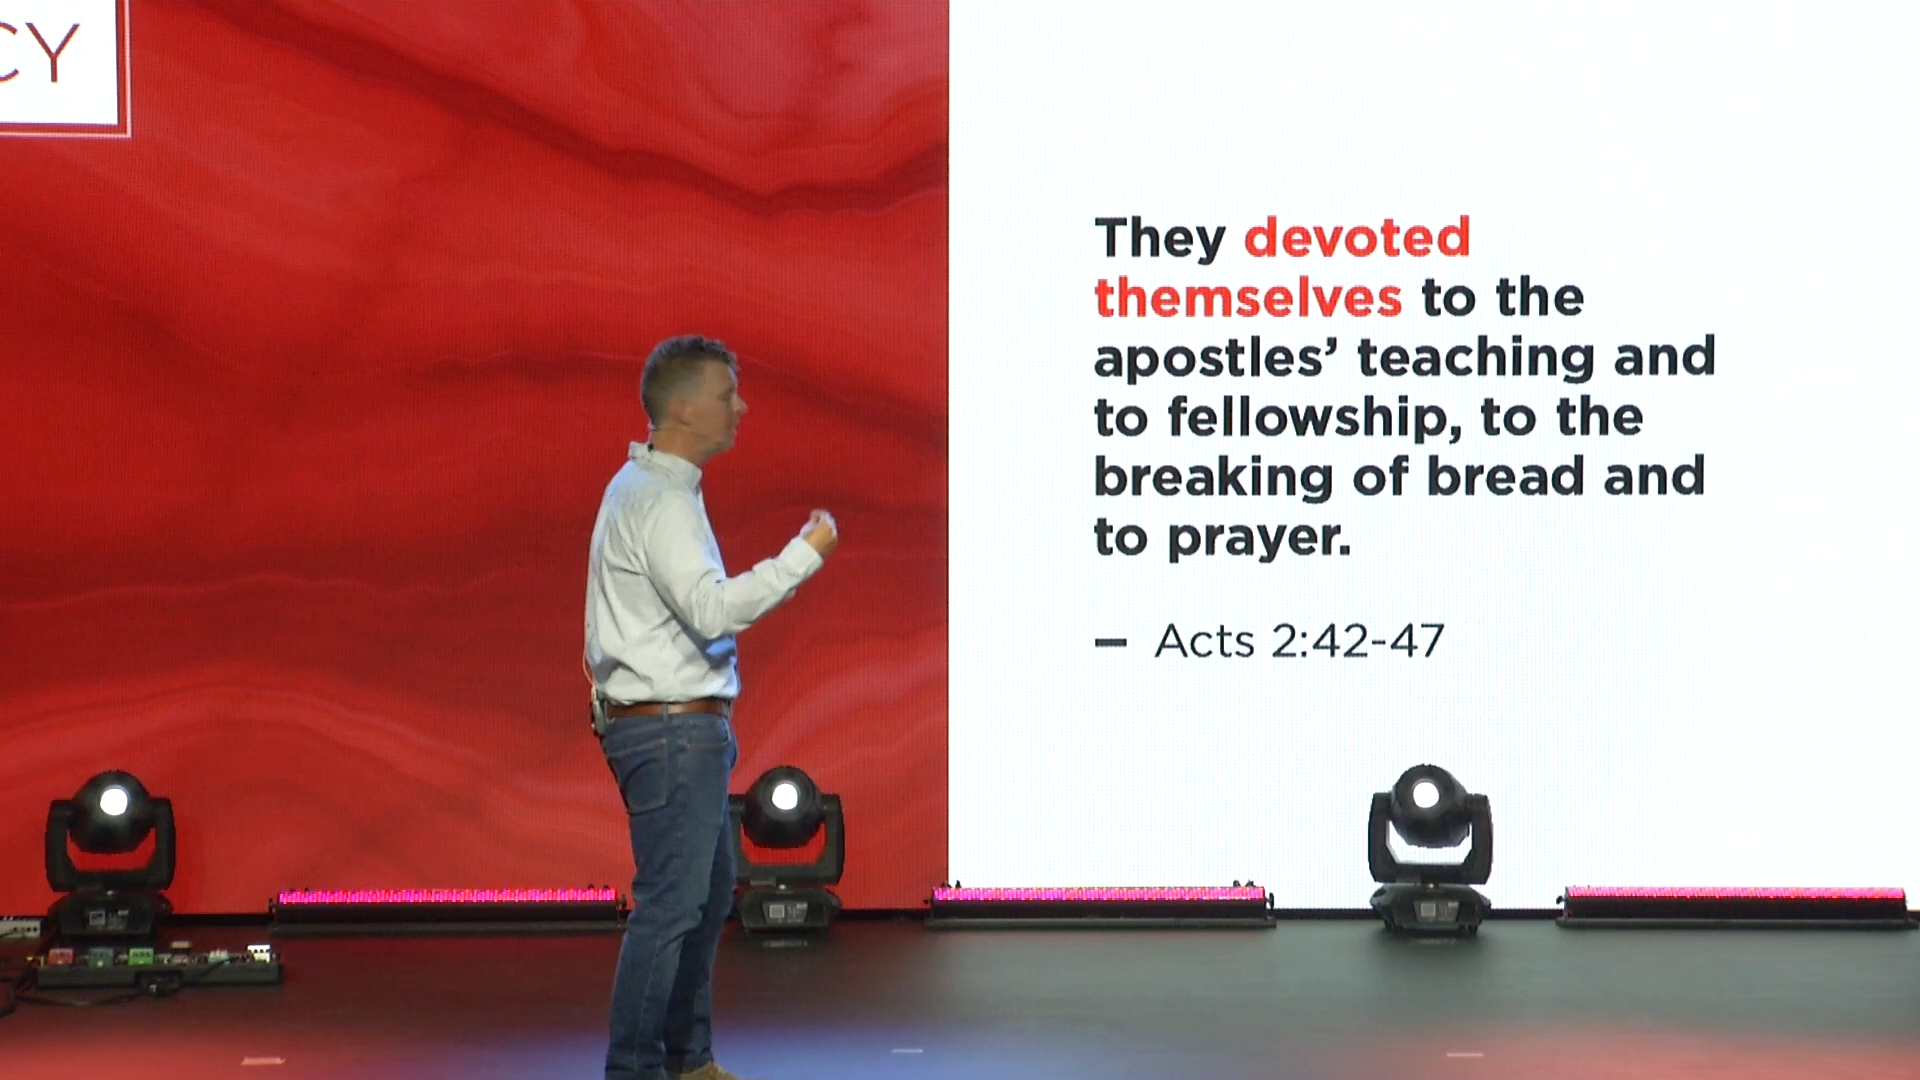 CY
They devoted
themselves to the
apostles’ teaching and
to fellowship, to the
breaking of bread and
to prayer.
– Acts 2:42-47